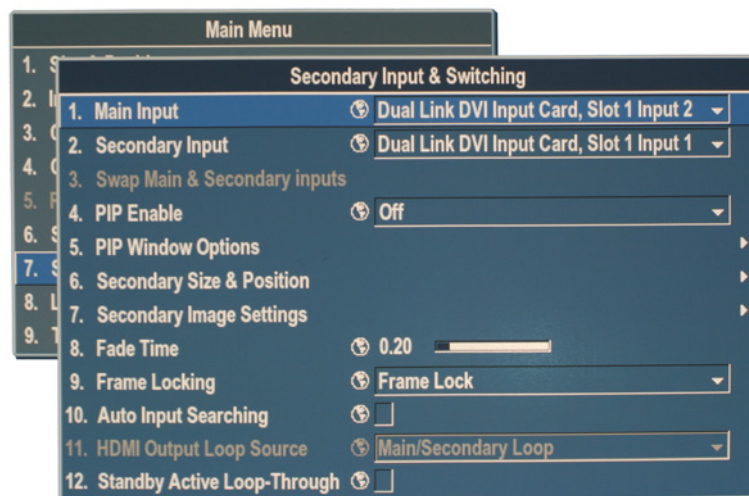 Main Menu
1.
2.
3.
4.
5.
6.
7.
8.
9.
Secondary Input & Switching
1. Main Input Dual Link DVI Input Card, Slot 1 Input 2
2. Secondary Input Dual Link DVI Input Card, Slot 1 Input 1
3. Swap Main & Secondary inputs
4. PIP Enable Off
5. PIP Window Options
6. Secondary Size & Position
7. Secondary Image Settings
8. Fade Time 0.20
9. Frame Locking Frame Lock
10. Auto Input Searching
11. HDMI Output Loop Source Main/Secondary Loop
12. Standby Active Loop-Through